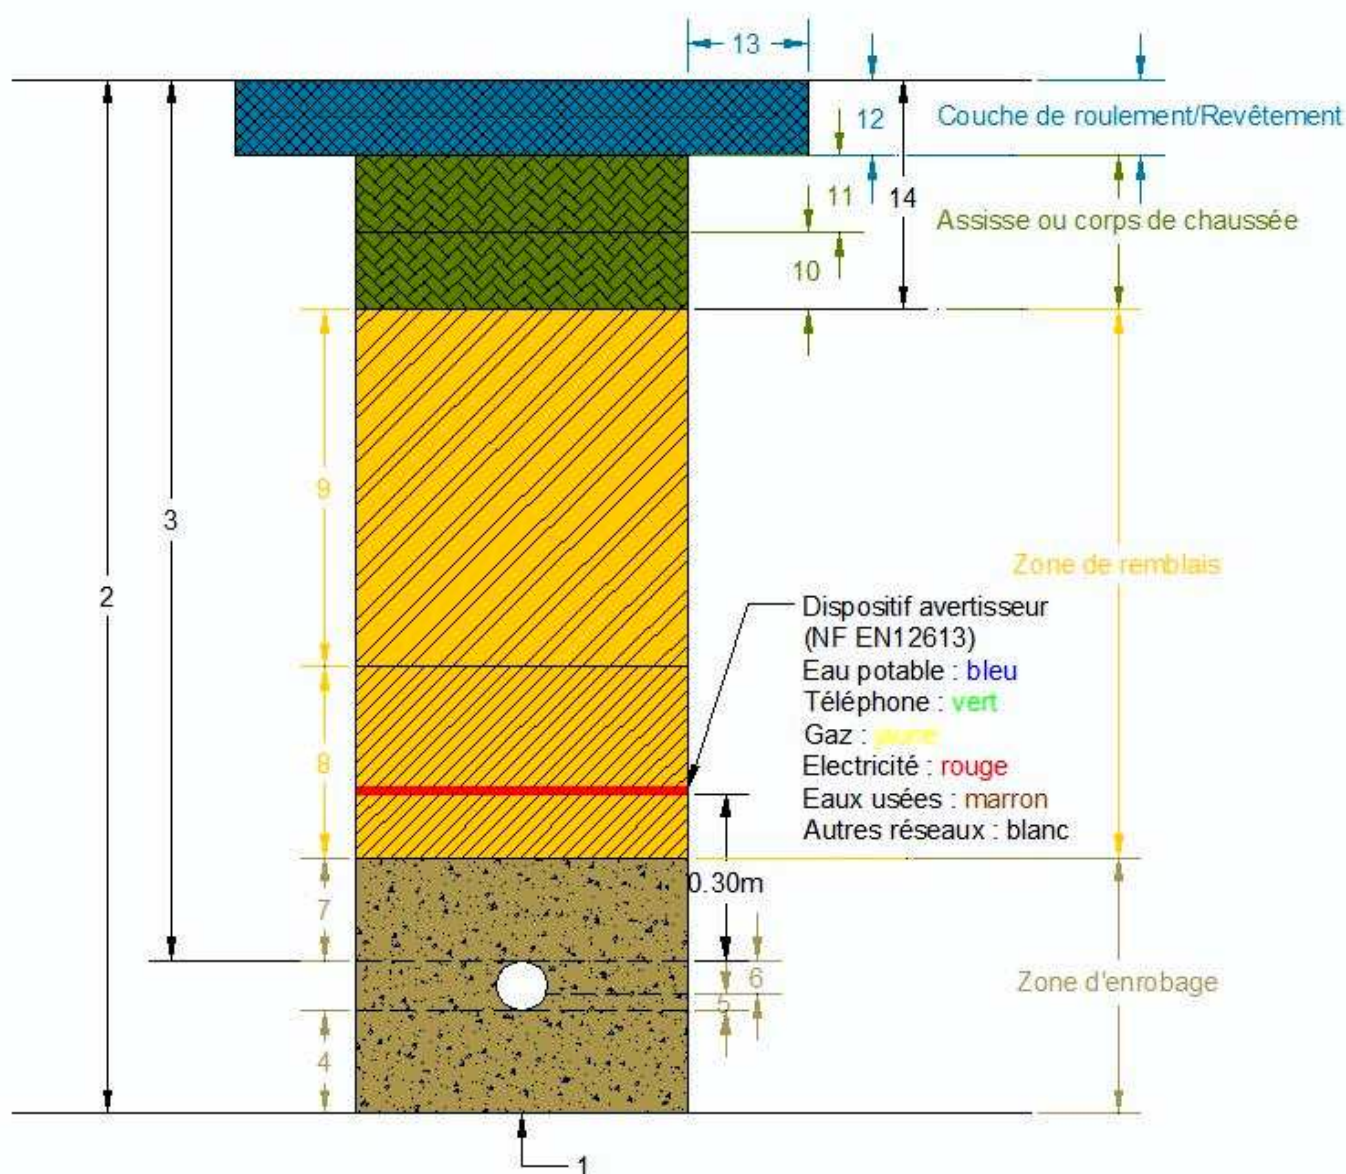 13
12
Couche de roulement/Revêtement
11
14
Assisse ou corps de chaussée
10
9
3
Zone de remblais
2
Dispositif avertisseur
(NF EN12613)
Eau potable : bleu
Téléphone : vert
Gaz : jaune
Electricité : rouge
Eaux usées : marron
Autres réseaux : blanc
8
0.30m
7
6
Zone d'enrobage
5
4
1